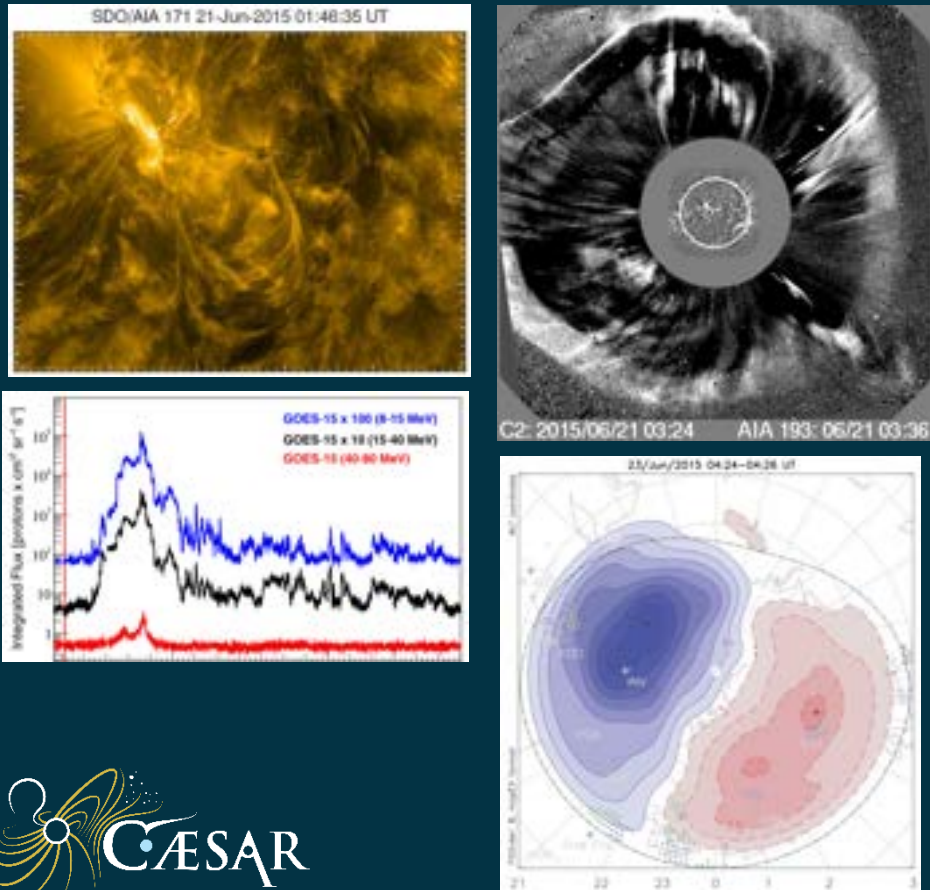 SDO/AIA 171 21-Jun-2015 01:46:35 UT
C2: 2015/06/21 03:24 AIA 193: 06/21 03:36
Integrated Flux [protons x cm⁻² sr⁻¹ s⁻¹]
GOES-15 x 100 (8-15 MeV)
GOES-15 x 10 (15-40 MeV)
GOES-15 (40-80 MeV)
10
1
23/Jun/2015 04:24-04:26 UT
21 22 23 0 1 2 3
CÆSAR